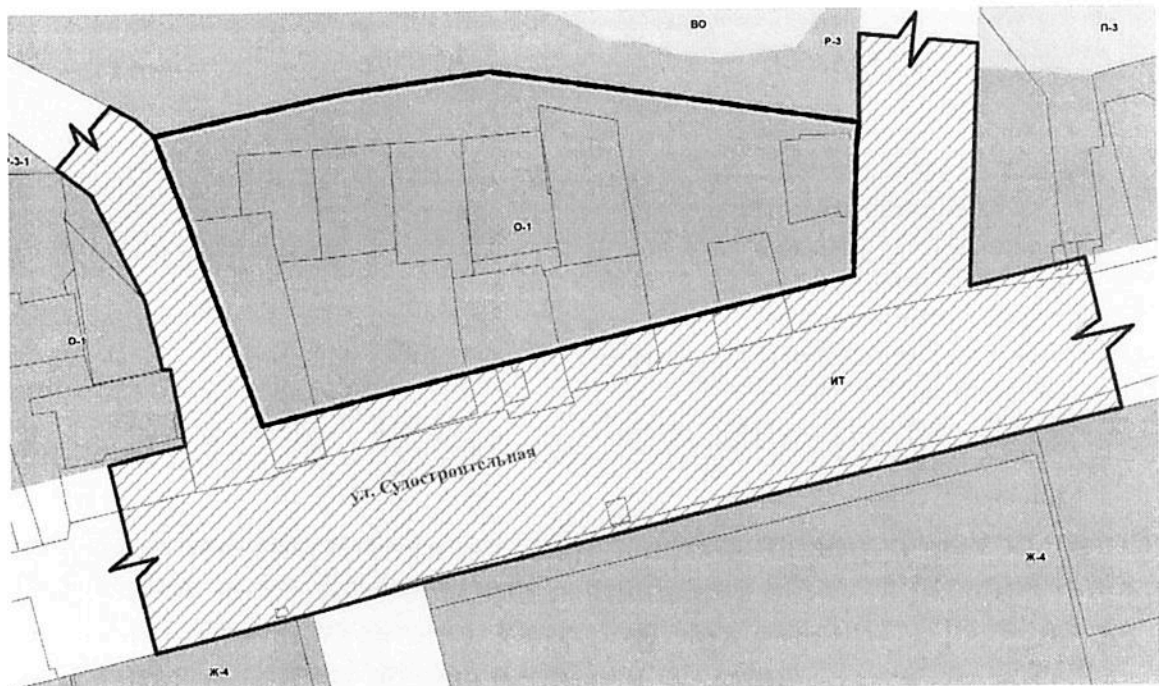 ВО
Р-3
П-3
Р-3-1
О-1
О-1
ИТ
ул. Судостроительная
Ж-4
Ж-4